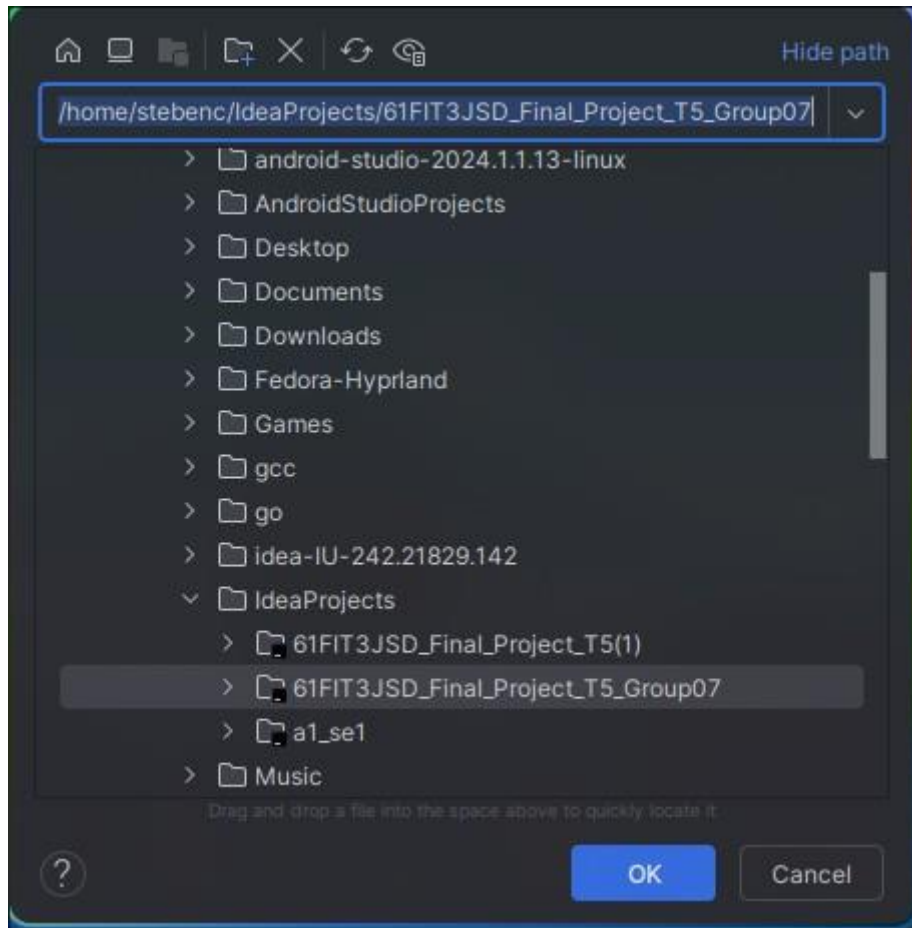 Hide path
/home/stebenc/IdeaProjects/61FIT3JSD_Final_Project_T5_Group07
android-studio-2024.1.1.13-linux
AndroidStudioProjects
Desktop
Documents
Downloads
Fedora-Hyprland
Games
gcc
go
idea-IU-242.21829.142
IdeaProjects
61FIT3JSD_Final_Project_T5(1)
61FIT3JSD_Final_Project_T5_Group07
a1_se1
Music
Drag and drop a file into the space above to quickly locate it
?
OK
Cancel